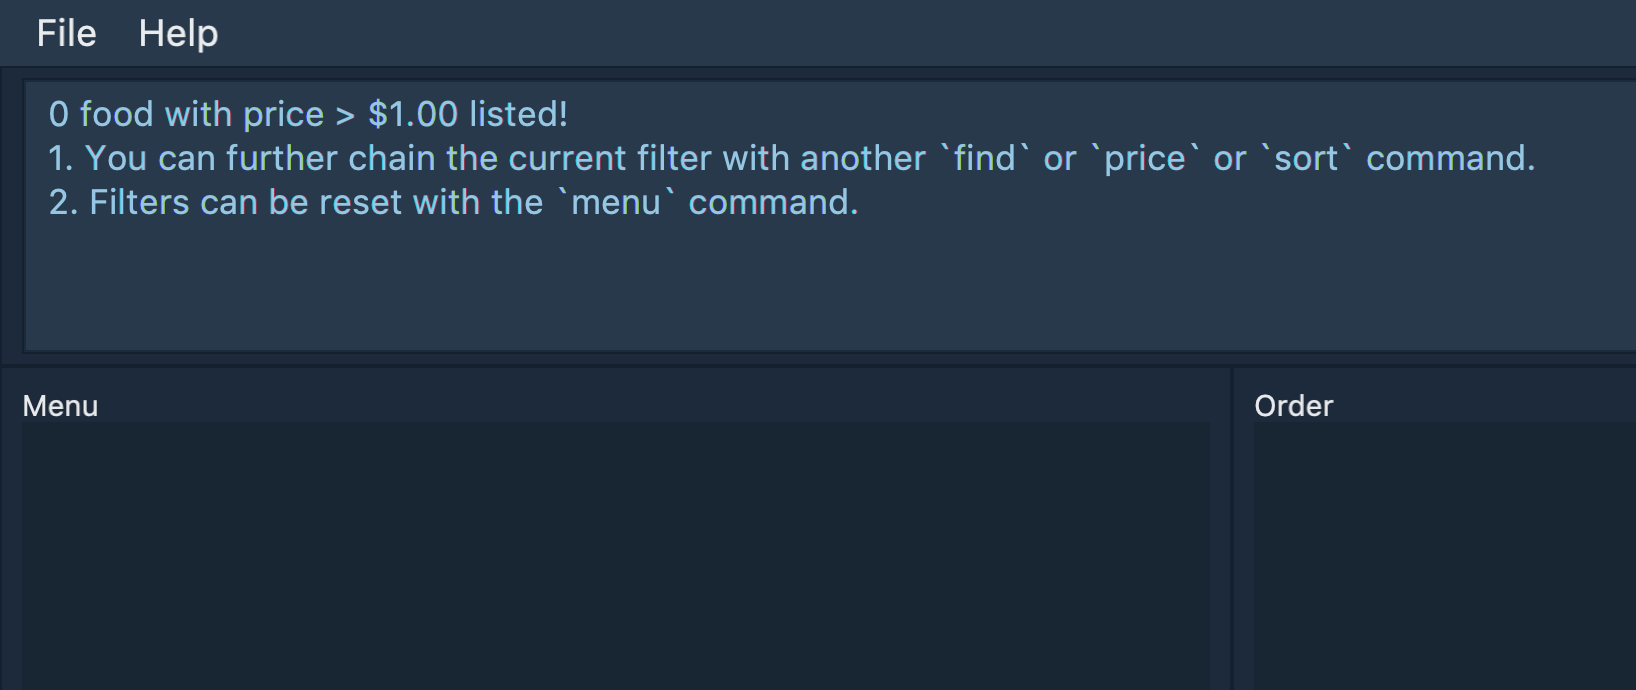 File Help
0 food with price > $1.00 listed!
1. You can further chain the current filter with another `find` or `price` or `sort` command.
2. Filters can be reset with the `menu` command.
Menu
Order